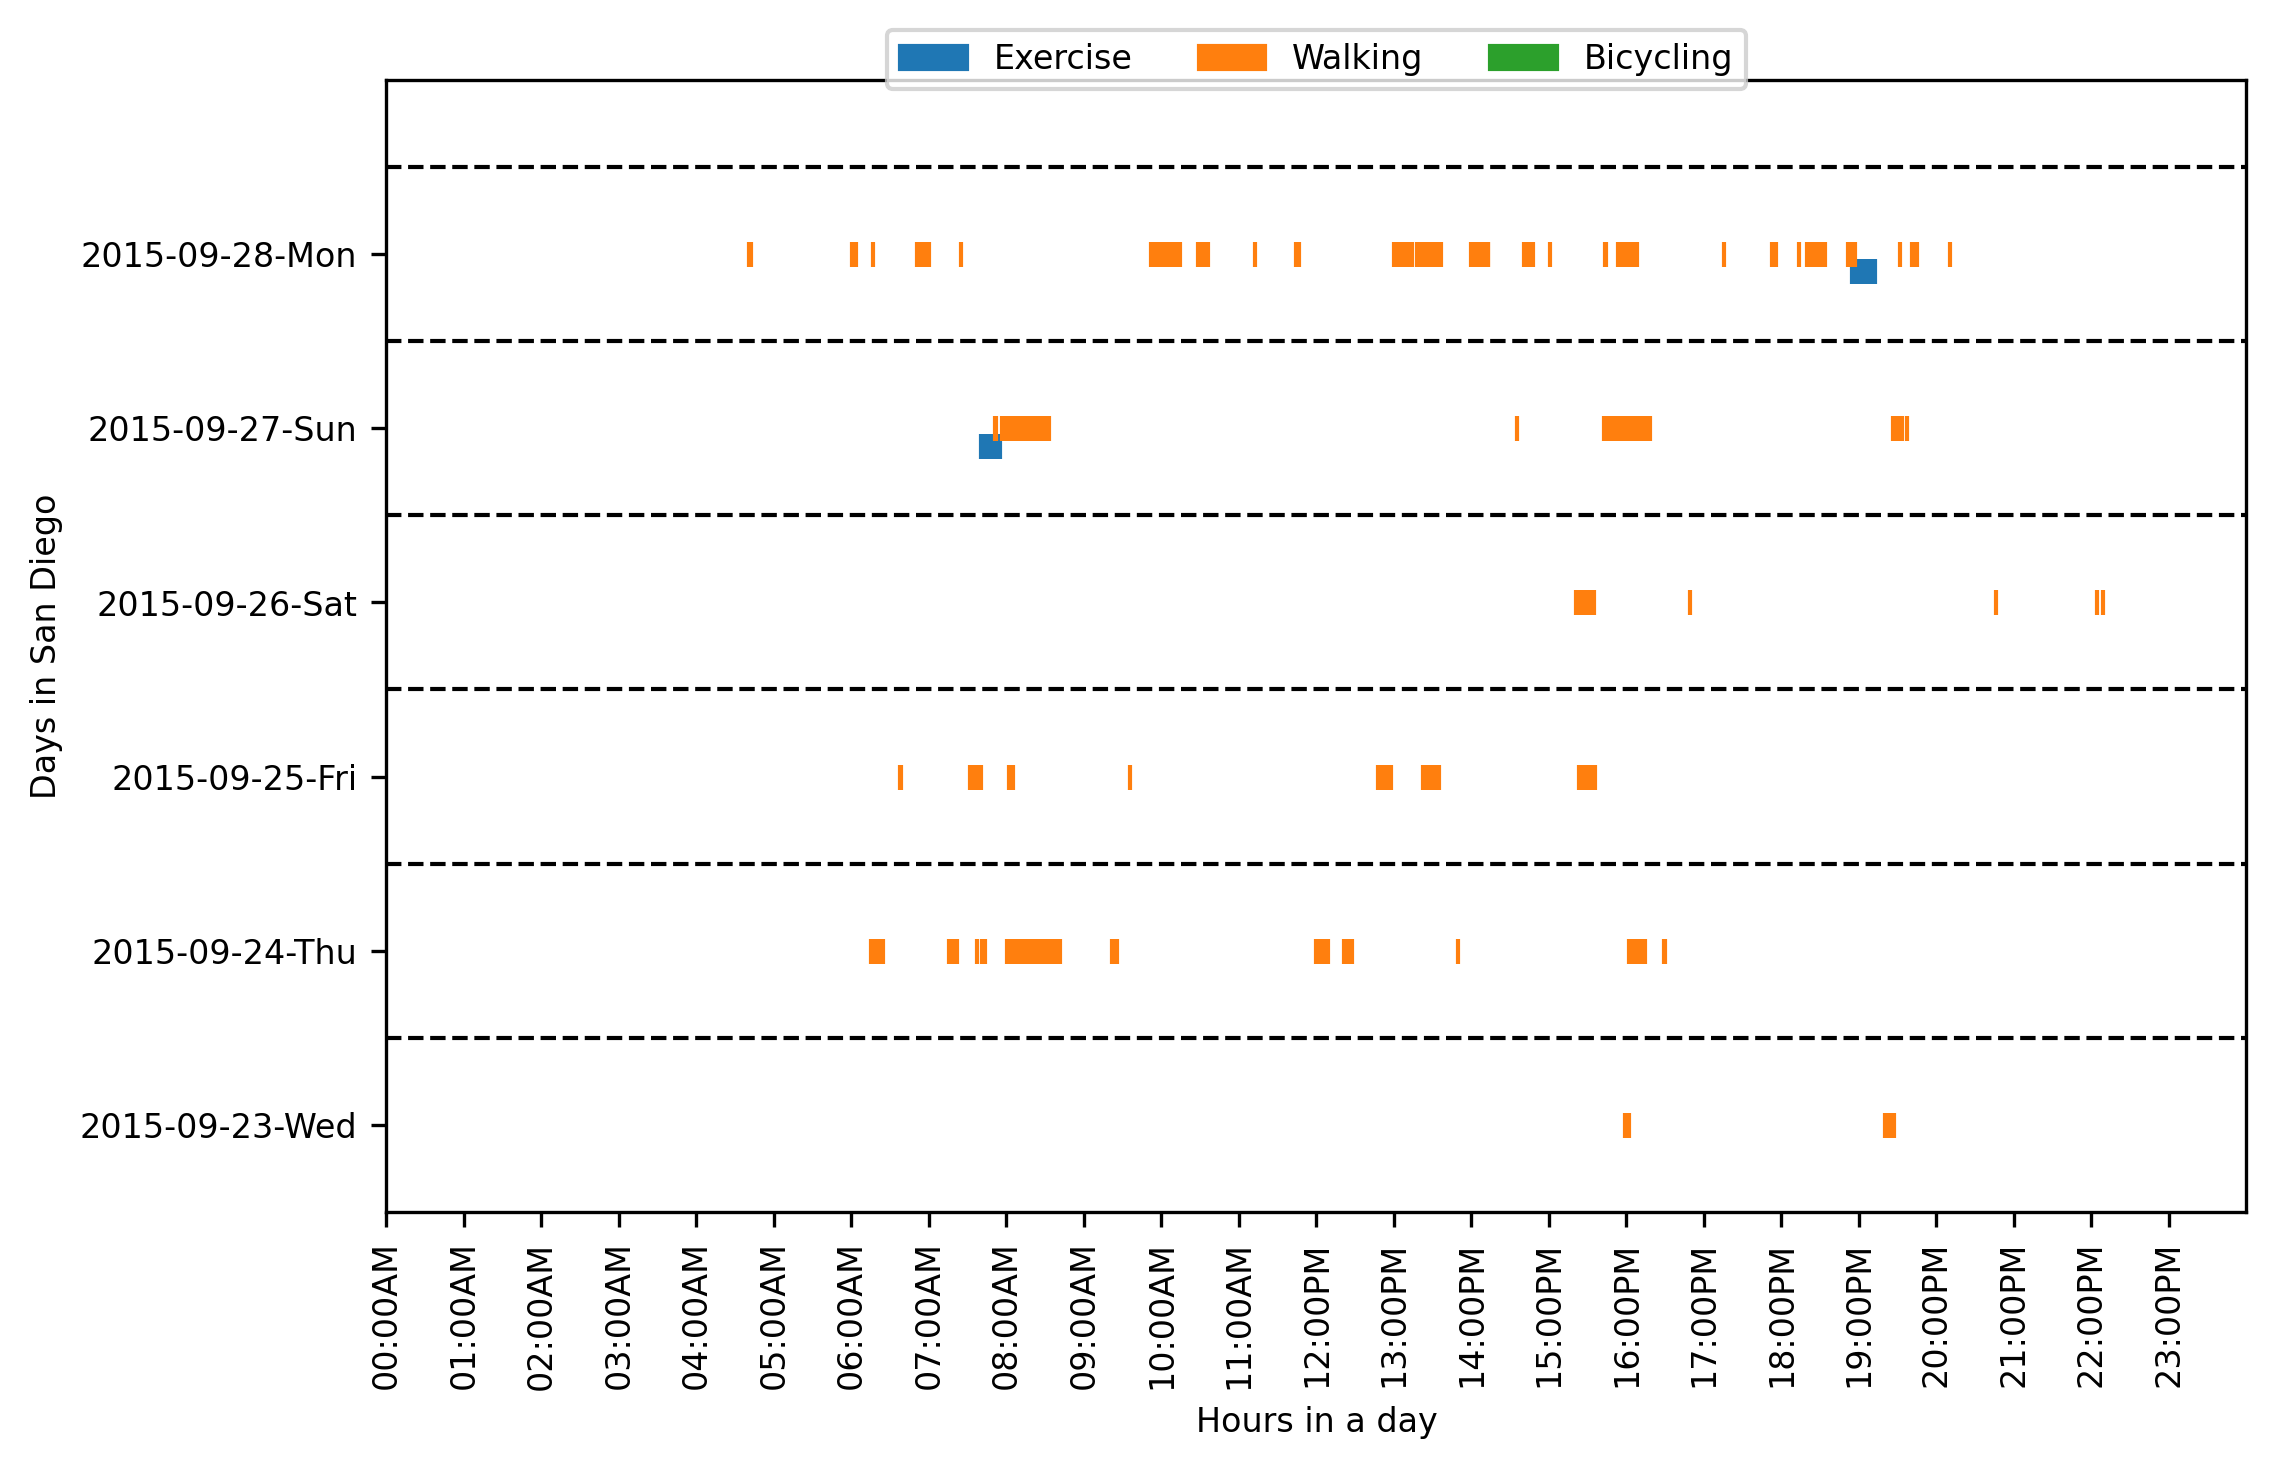 Exercise Walking Bicycling
2015-09-28-Mon
2015-09-27-Sun
2015-09-26-Sat
2015-09-25-Fri
2015-09-24-Thu
2015-09-23-Wed
Days in San Diego
00:00AM 01:00AM 02:00AM 03:00AM 04:00AM 05:00AM 06:00AM 07:00AM 08:00AM 09:00AM 10:00AM 11:00AM 12:00PM 13:00PM 14:00PM 15:00PM 16:00PM 17:00PM 18:00PM 19:00PM 20:00PM 21:00PM 22:00PM 23:00PM
Hours in a day